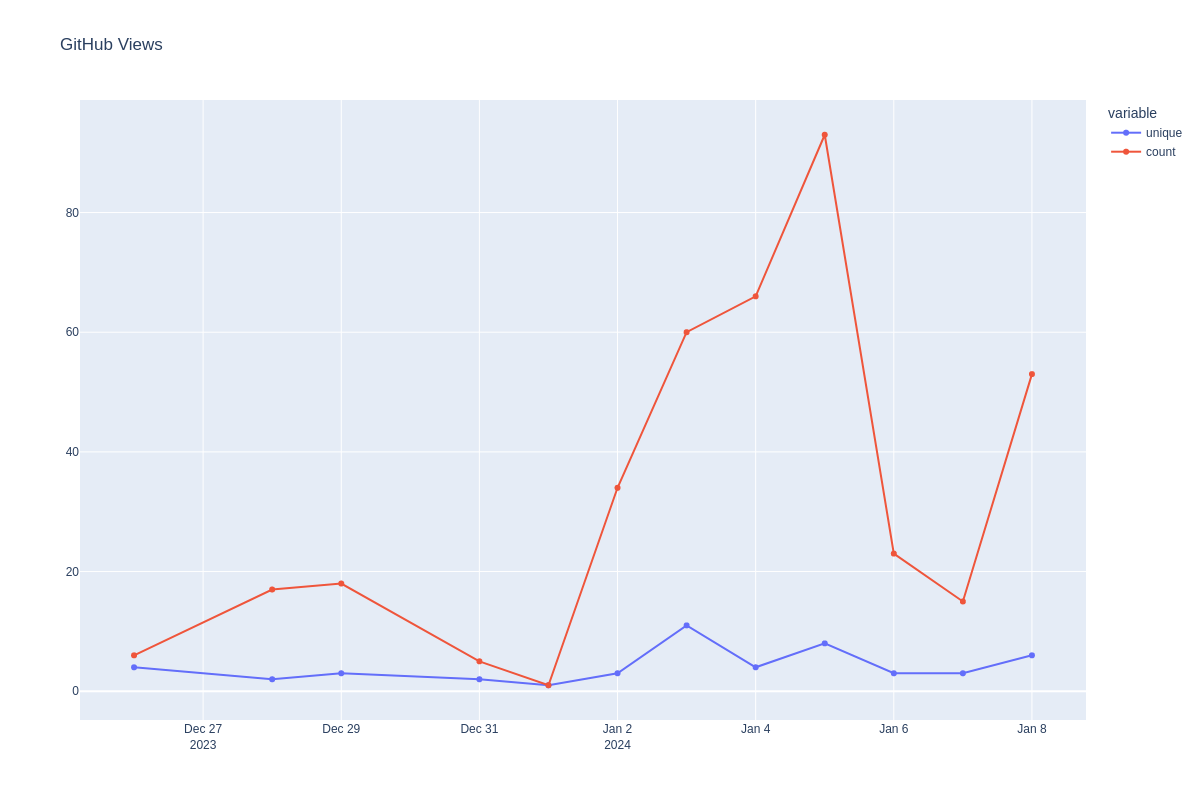 GitHub Views
variable
unique
count
80
60
40
20
0
Dec 27
2023
Dec 29
Dec 31
Jan 2
2024
Jan 4
Jan 6
Jan 8